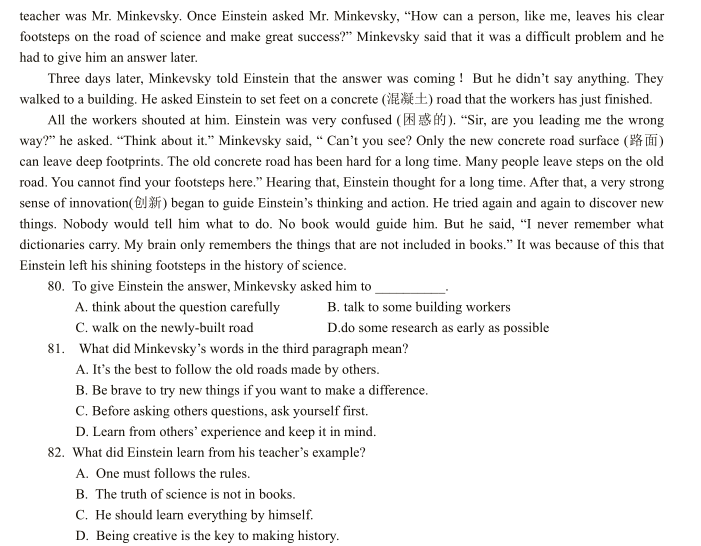 teacher was Mr. Minkevsky. Once Einstein asked Mr. Minkevsky, “How can a person, like me, leaves his clear
footsteps on the road of science and make great success?” Minkevsky said that it was a difficult problem and he
had to give him an answer later.
Three days later, Minkevsky told Einstein that the answer was coming！ But he didn’t say anything. They
walked to a building. He asked Einstein to set feet on a concrete (混凝土) road that the workers has just finished.
All the workers shouted at him. Einstein was very confused (困惑的). “Sir, are you leading me the wrong
way?” he asked. “Think about it.” Minkevsky said, “ Can’t you see? Only the new concrete road surface (路面)
can leave deep footprints. The old concrete road has been hard for a long time. Many people leave steps on the old
road. You cannot find your footsteps here.” Hearing that, Einstein thought for a long time. After that, a very strong
sense of innovation(创新) began to guide Einstein’s thinking and action. He tried again and again to discover new
things. Nobody would tell him what to do. No book would guide him. But he said, “I never remember what
dictionaries carry. My brain only remembers the things that are not included in books.” It was because of this that
Einstein left his shining footsteps in the history of science.
80. To give Einstein the answer, Minkevsky asked him to __________.
A. think about the question carefully B. talk to some building workers
C. walk on the newly-built road D.do some research as early as possible
81. What did Minkevsky’s words in the third paragraph mean?
A. It’s the best to follow the old roads made by others.
B. Be brave to try new things if you want to make a difference.
C. Before asking others questions, ask yourself first.
D. Learn from others’ experience and keep it in mind.
82. What did Einstein learn from his teacher’s example?
A. One must follows the rules.
B. The truth of science is not in books.
C. He should learn everything by himself.
D. Being creative is the key to making history.